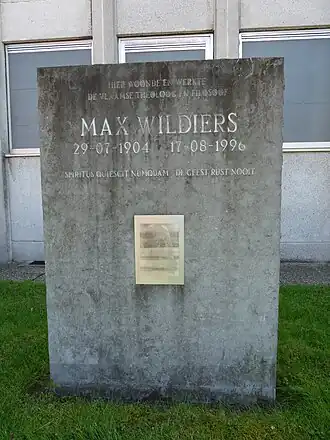 HIER WOONDE EN WERKTE
DE VLAAMSE THEOLOOG EN FILOSOOF
MAX WILDIERS
29-07-1904 17-08-1996
SPIRITUS QUIESCIT NUMQUAM DE GEEST RUST NOOIT